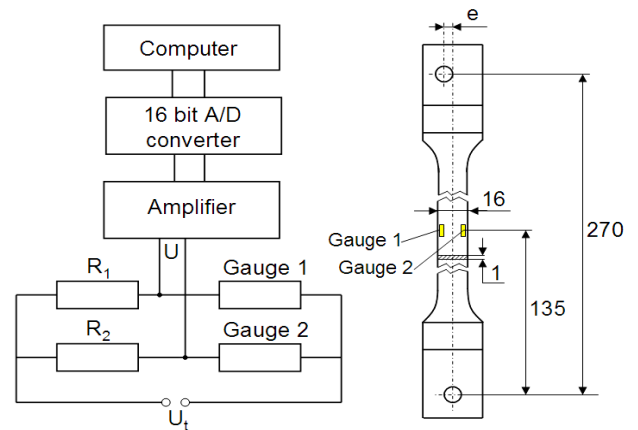 Computer
16 bit A/D
converter
Amplifier
U
R1
Gauge 1
R2
Gauge 2
Ut
e
16
Gauge 1
Gauge 2
1
270
135